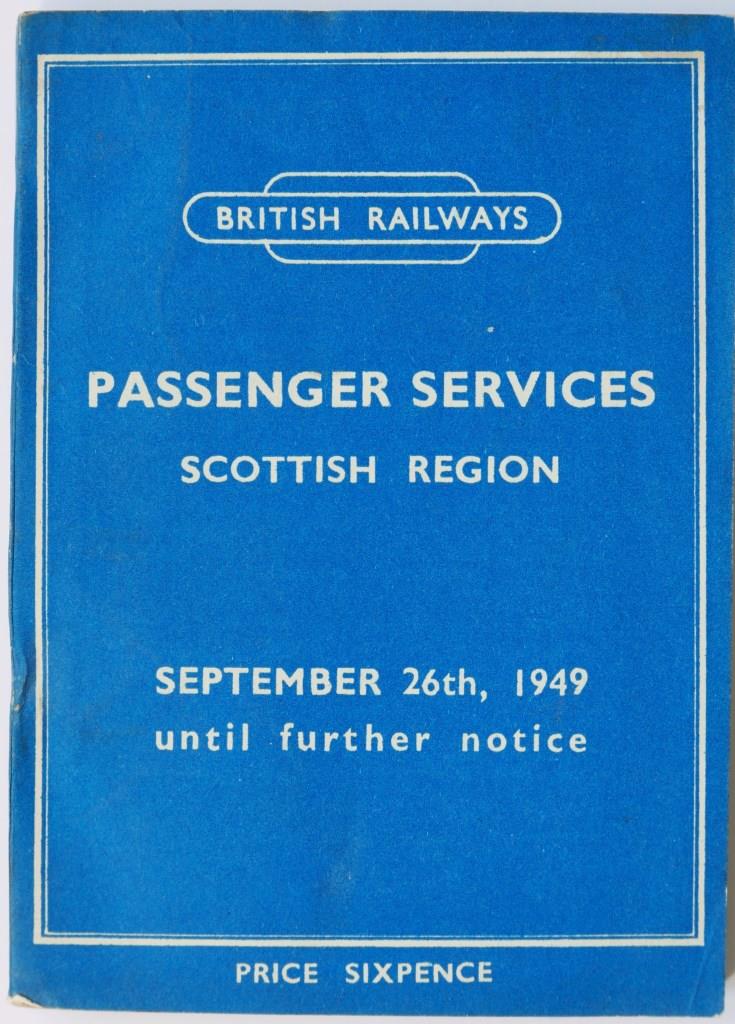 BRITISH RAILWAYS
PASSENGER SERVICES
SCOTTISH REGION
SEPTEMBER 26th, 1949
until further notice
PRICE SIXPENCE